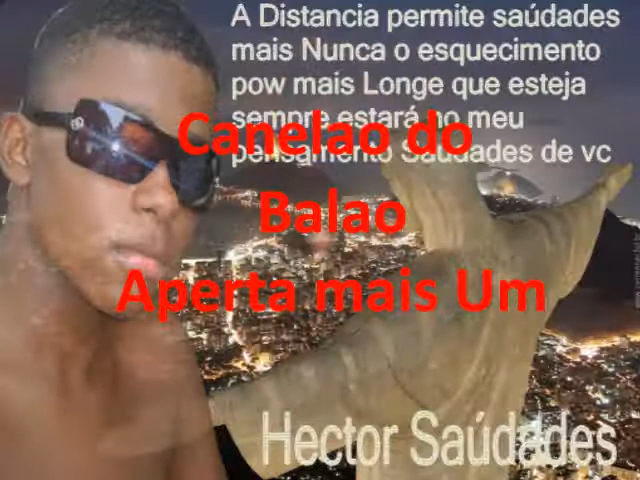 A Distancia permite saúdades
mais Nunca o esquecimento
pow mais Longe que esteja
sempre estará no meu
pensamento Saudades de vc
Canelao do
Balao
Aperta mais Um
Hector Saúdades